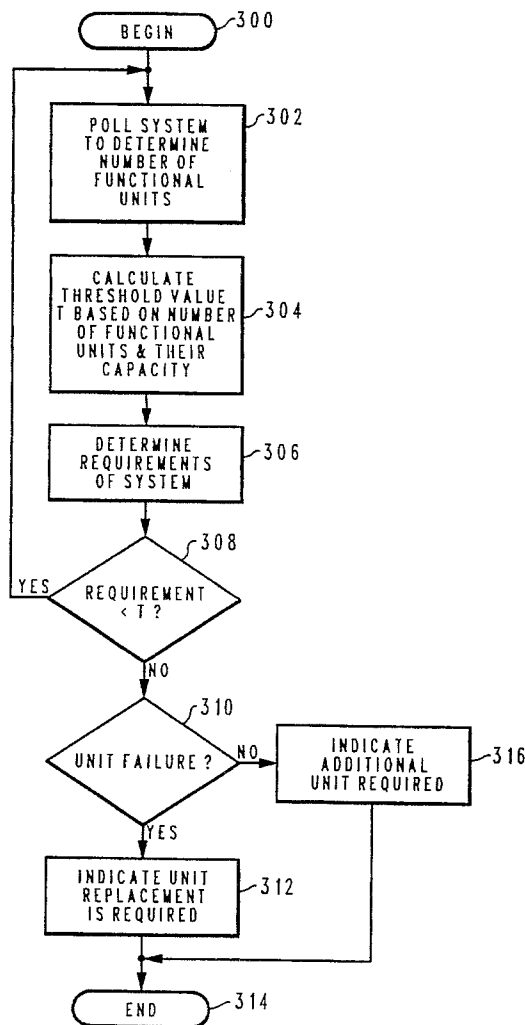 BEGIN
300
POLL SYSTEM
TO DETERMINE
NUMBER OF
FUNCTIONAL
UNITS
302
CALCULATE
THRESHOLD VALUE
T BASED ON NUMBER
OF FUNCTIONAL
UNITS & THEIR
CAPACITY
304
DETERMINE
REQUIREMENTS
OF SYSTEM
306
308
YES
REQUIREMENT
< T ?
NO
310
UNIT FAILURE ?
NO
INDICATE
ADDITIONAL
UNIT REQUIRED
316
YES
INDICATE UNIT
REPLACEMENT
IS REQUIRED
312
END
314